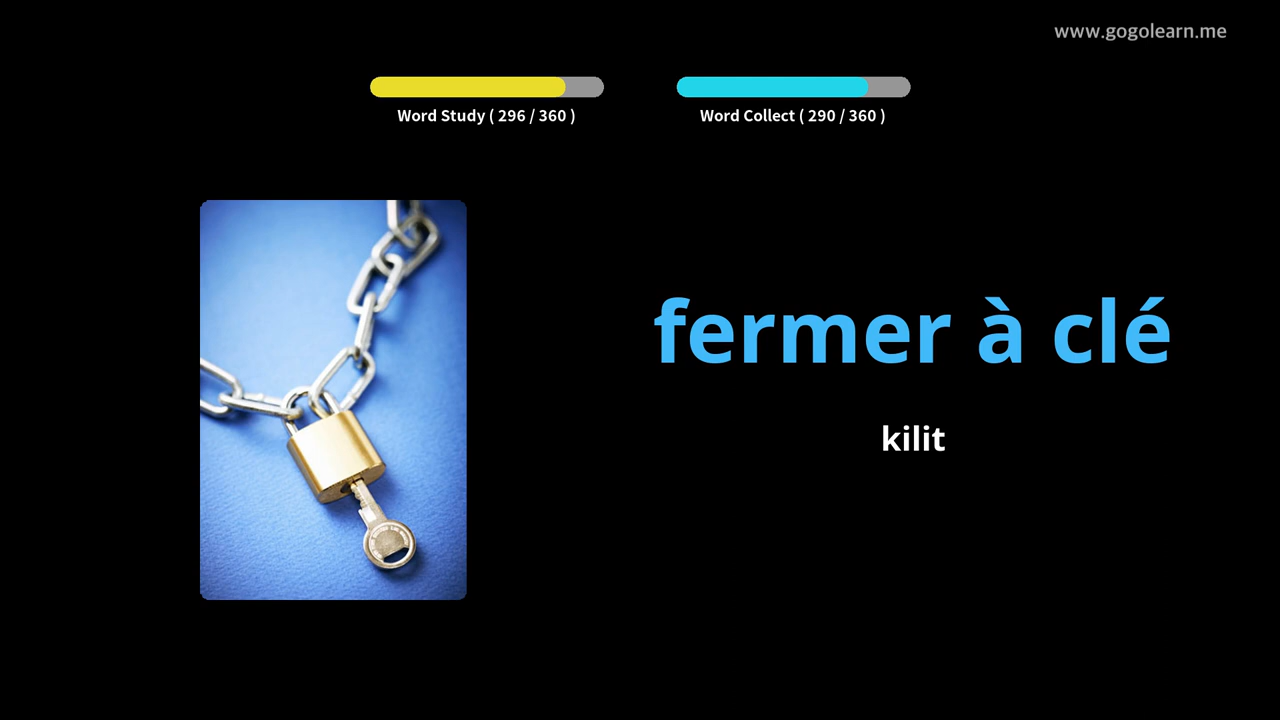 www.gogolearn.me
Word Study ( 296 / 360 )
Word Collect ( 290 / 360 )
fermer à clé
kilit